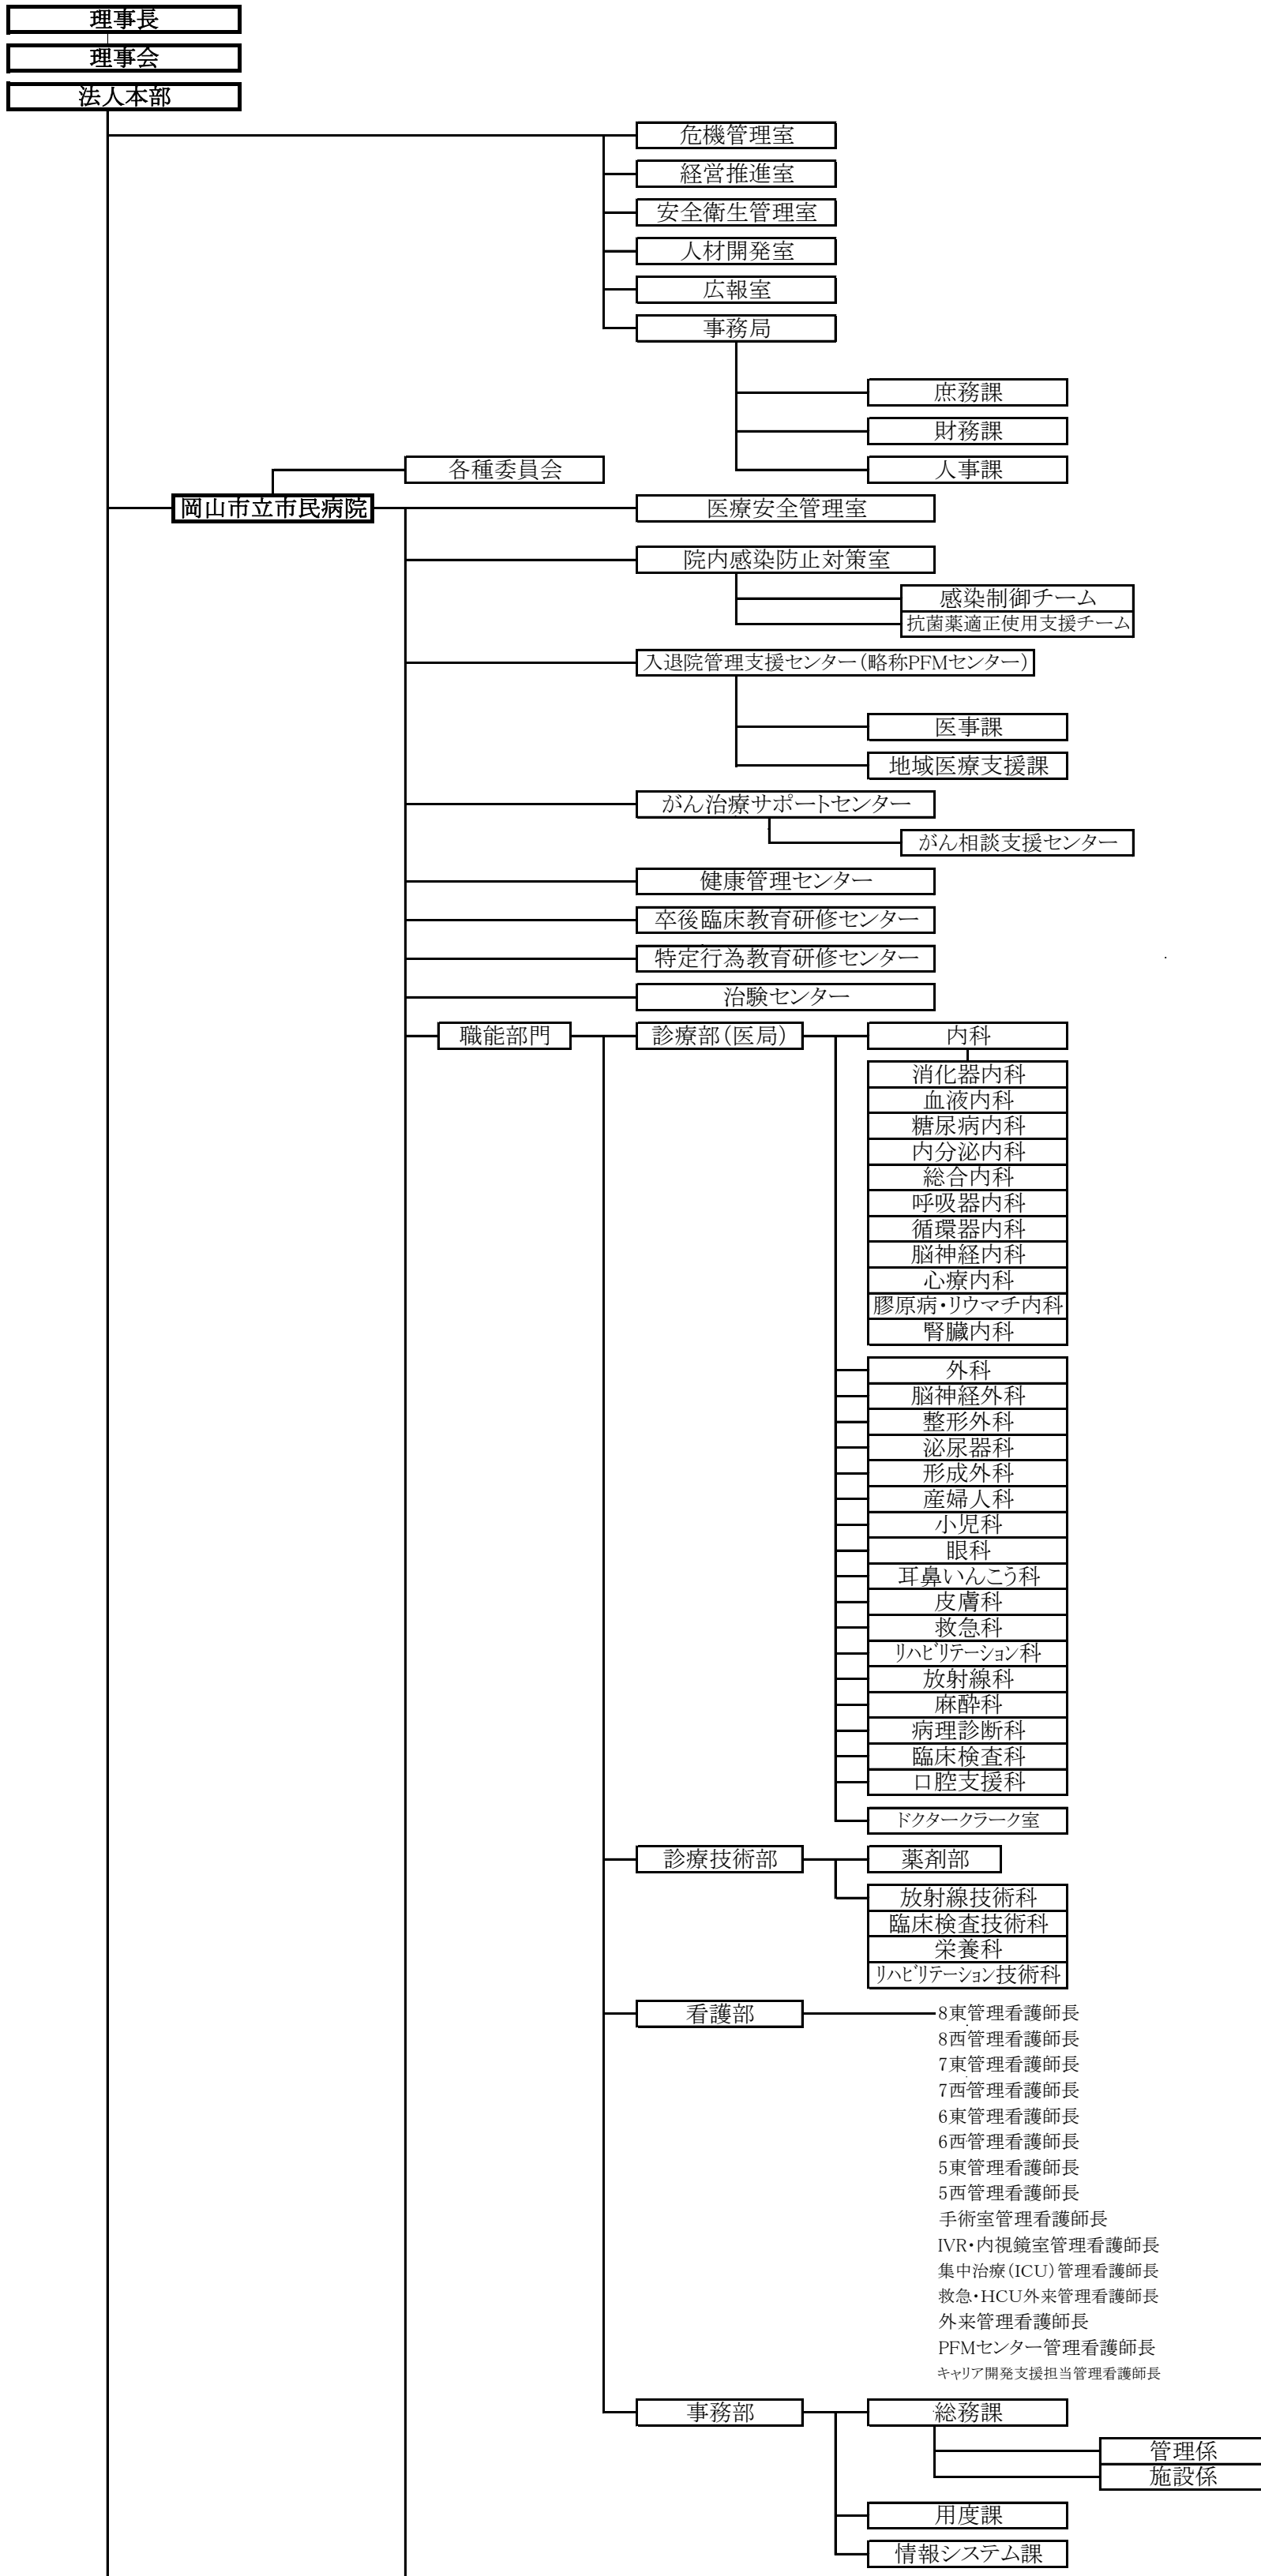 理事長
理事会
法人本部
危機管理室
経営推進室
安全衛生管理室
人材開発室
広報室
事務局
庶務課
財務課
人事課
各種委員会
岡山市立市民病院
医療安全管理室
院内感染防止対策室
感染制御チーム
抗菌薬適正使用支援チーム
入退院管理支援センター(略称PFMセンター)
医事課
地域医療支援課
がん治療サポートセンター
がん相談支援センター
健康管理センター
卒後臨床教育研修センター
特定行為教育研修センター
治験センター
職能部門
診療部(医局)
内科
消化器内科
血液内科
糖尿病内科
内分泌内科
総合内科
呼吸器内科
循環器内科
脳神経内科
心療内科
膠原病・リウマチ内科
腎臓内科
外科
脳神経外科
整形外科
泌尿器科
形成外科
産婦人科
小児科
眼科
耳鼻いんこう科
皮膚科
救急科
リハビリテーション科
放射線科
麻酔科
病理診断科
臨床検査科
口腔支援科
ドクタークラーク室
診療技術部
薬剤部
放射線技術科
臨床検査技術科
栄養科
リハビリテーション技術科
看護部
8東管理看護師長
8西管理看護師長
7東管理看護師長
7西管理看護師長
6東管理看護師長
6西管理看護師長
5東管理看護師長
5西管理看護師長
手術室管理看護師長
IVR・内視鏡室管理看護師長
集中治療(ICU)管理看護師長
救急・HCU外来管理看護師長
外来管理看護師長
PFMセンター管理看護師長
キャリア開発支援担当管理看護師長
事務部
総務課
管理係
施設係
用度課
情報システム課